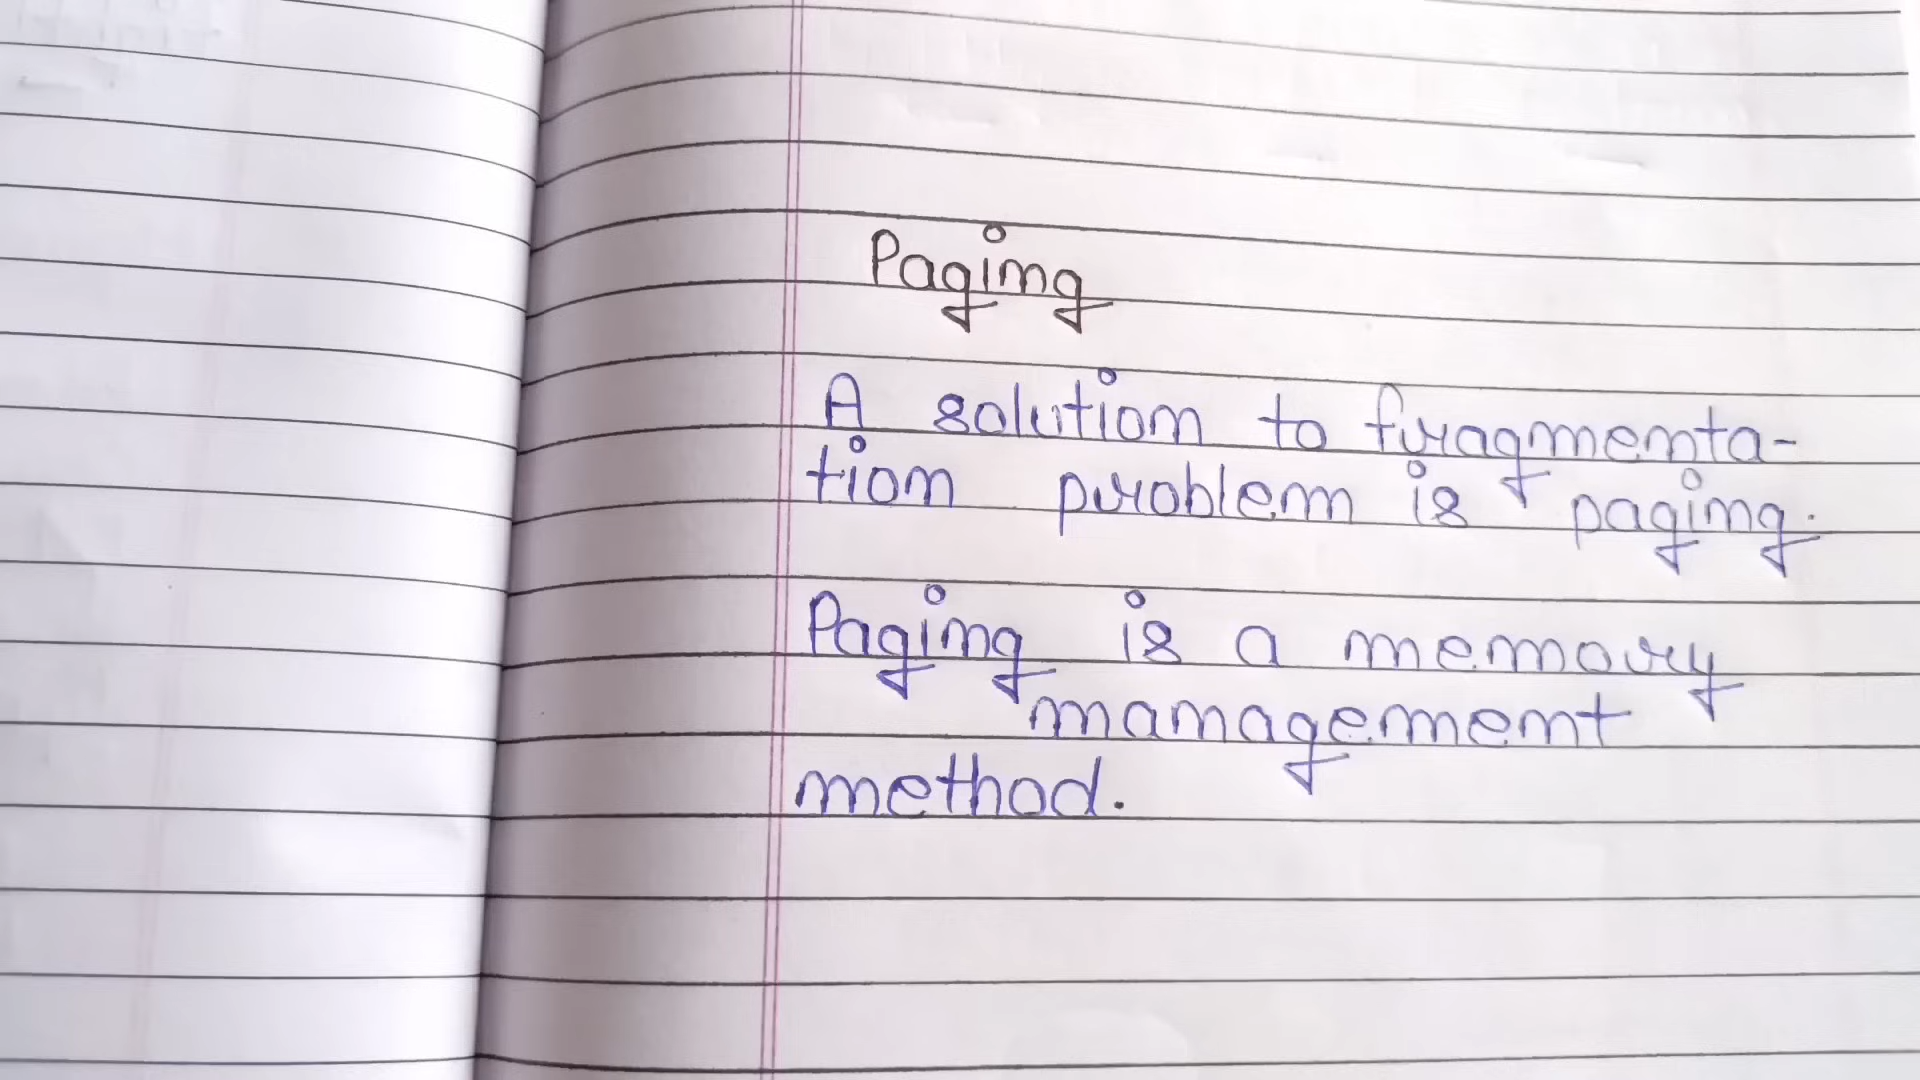 Paging
A solution to fragmenta-
tion problem is paging.
Paging is a memory
management
method.